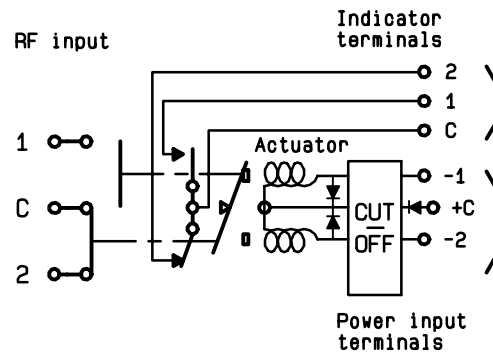 RF input
Indicator
terminals
2
1
C
Actuator
1
C
2
-1
+C
-2
CUT
OFF
Power input
terminals